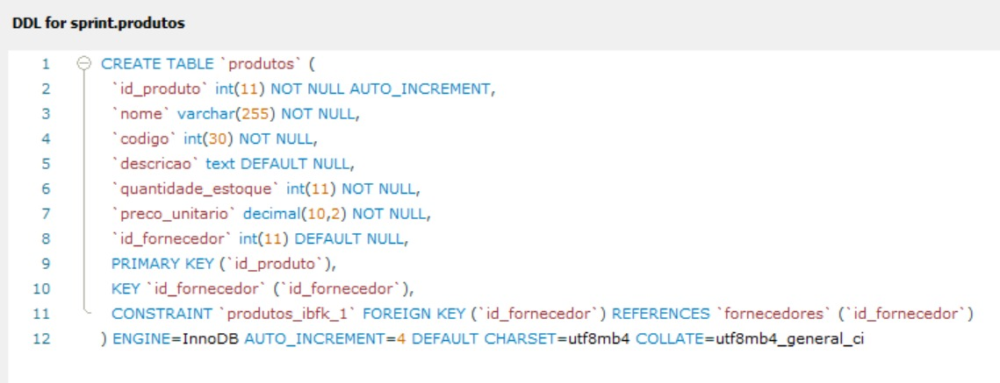 DDL for sprint.produtos
1 CREATE TABLE `produtos` (
2 `id_produto` int(11) NOT NULL AUTO_INCREMENT,
3 `nome` varchar(255) NOT NULL,
4 `codigo` int(30) NOT NULL,
5 `descricao` text DEFAULT NULL,
6 `quantidade_estoque` int(11) NOT NULL,
7 `preco_unitario` decimal(10,2) NOT NULL,
8 `id_fornecedor` int(11) DEFAULT NULL,
9 PRIMARY KEY (`id_produto`),
10 KEY `id_fornecedor` (`id_fornecedor`),
11 CONSTRAINT `produtos_ibfk_1` FOREIGN KEY (`id_fornecedor`) REFERENCES `fornecedores` (`id_fornecedor`)
12 ) ENGINE=InnoDB AUTO_INCREMENT=4 DEFAULT CHARSET=utf8mb4 COLLATE=utf8mb4_general_ci